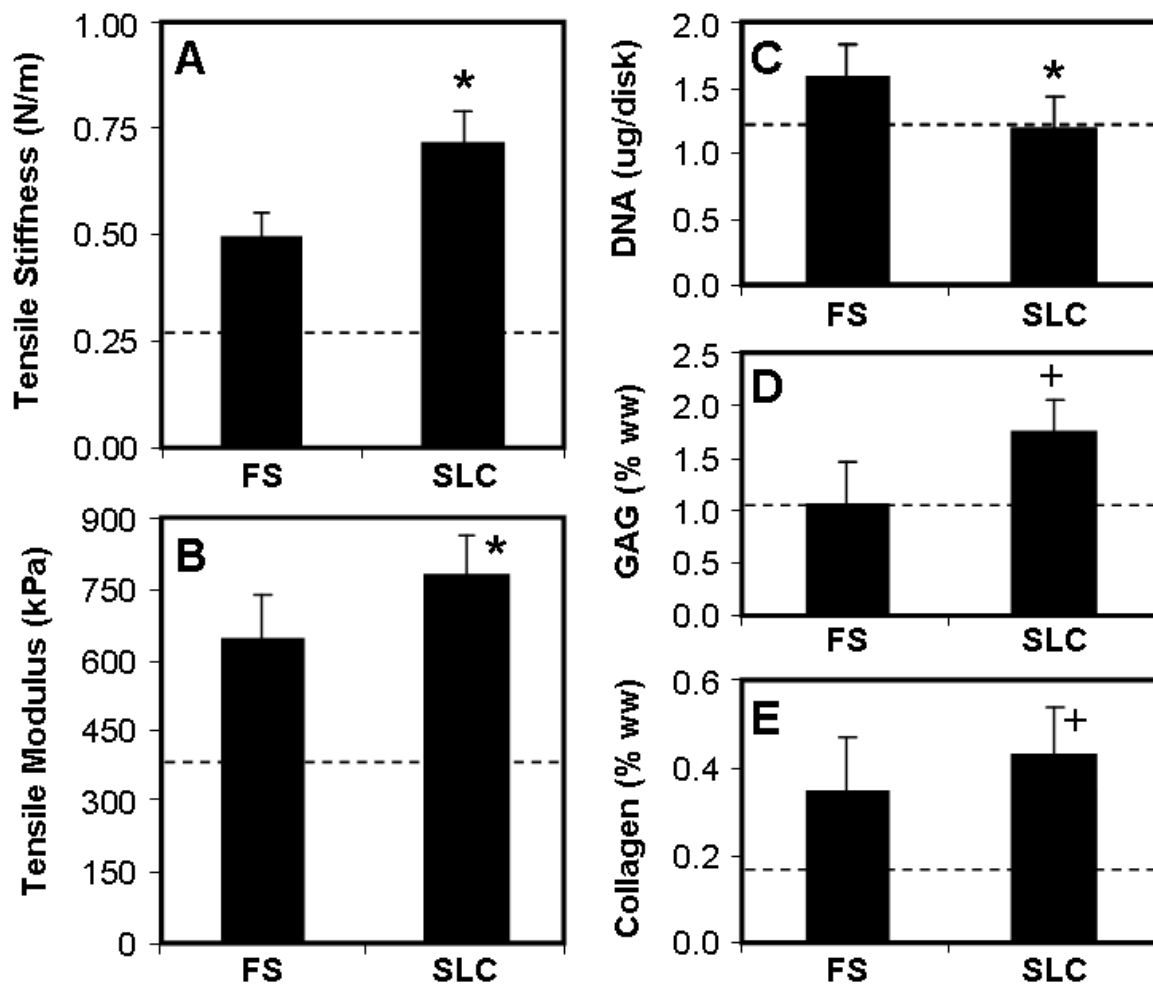 A
Tensile Stiffness (N/m)
1.00
0.75
0.50
0.25
0.00
*
FS
SLC
B
Tensile Modulus (kPa)
900
750
600
450
300
150
0
*
FS
SLC
C
DNA (ug/disk)
2.0
1.5
1.0
0.5
0.0
*
FS
SLC
D
GAG (% ww)
2.5
2.0
1.5
1.0
0.5
0.0
+
FS
SLC
E
Collagen (% ww)
0.6
0.4
0.2
0.0
+
FS
SLC